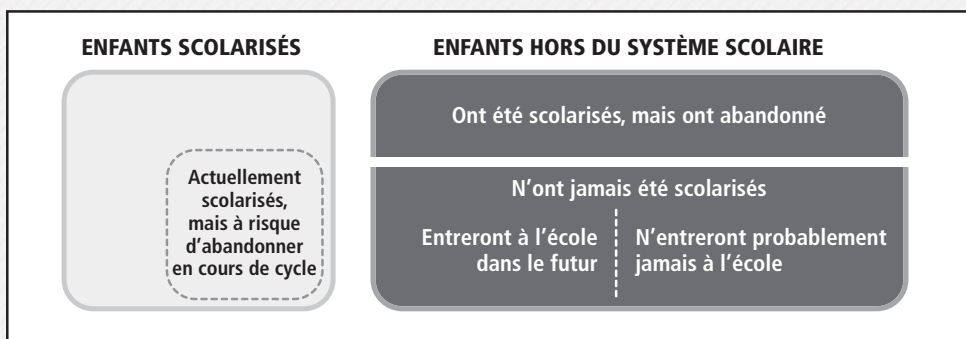 ENFANTS SCOLARISÉS
Actuellement
scolarisés,
mais à risque
d’abandonner
en cours de cycle
ENFANTS HORS DU SYSTÈME SCOLAIRE
Ont été scolarisés, mais ont abandonné
N’ont jamais été scolarisés
Entreront à l’école
dans le futur
N’entreront probablement
jamais à l’école